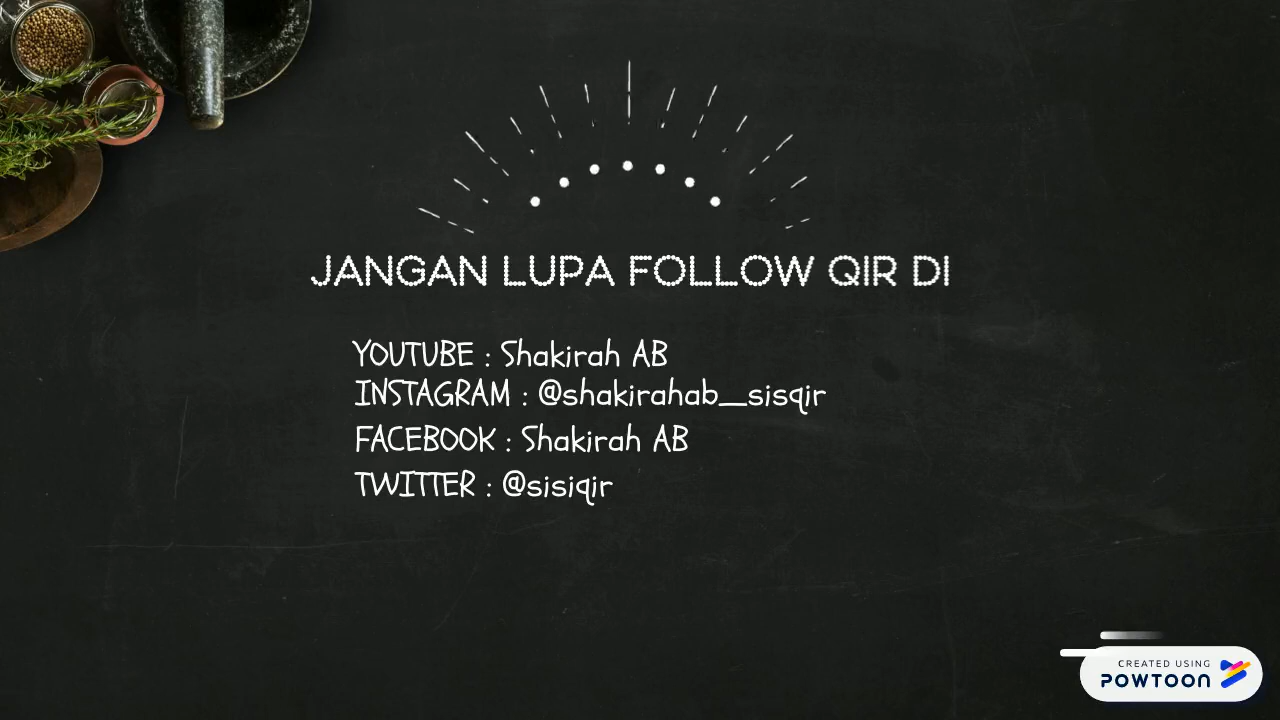 JANGAN LUPA FOLLOW QIR DI
YOUTUBE : Shakirah AB
INSTAGRAM : @shakirahab_sisqir
FACEBOOK : Shakirah AB
TWITTER : @sisiqir
CREATED USING
POWTOON